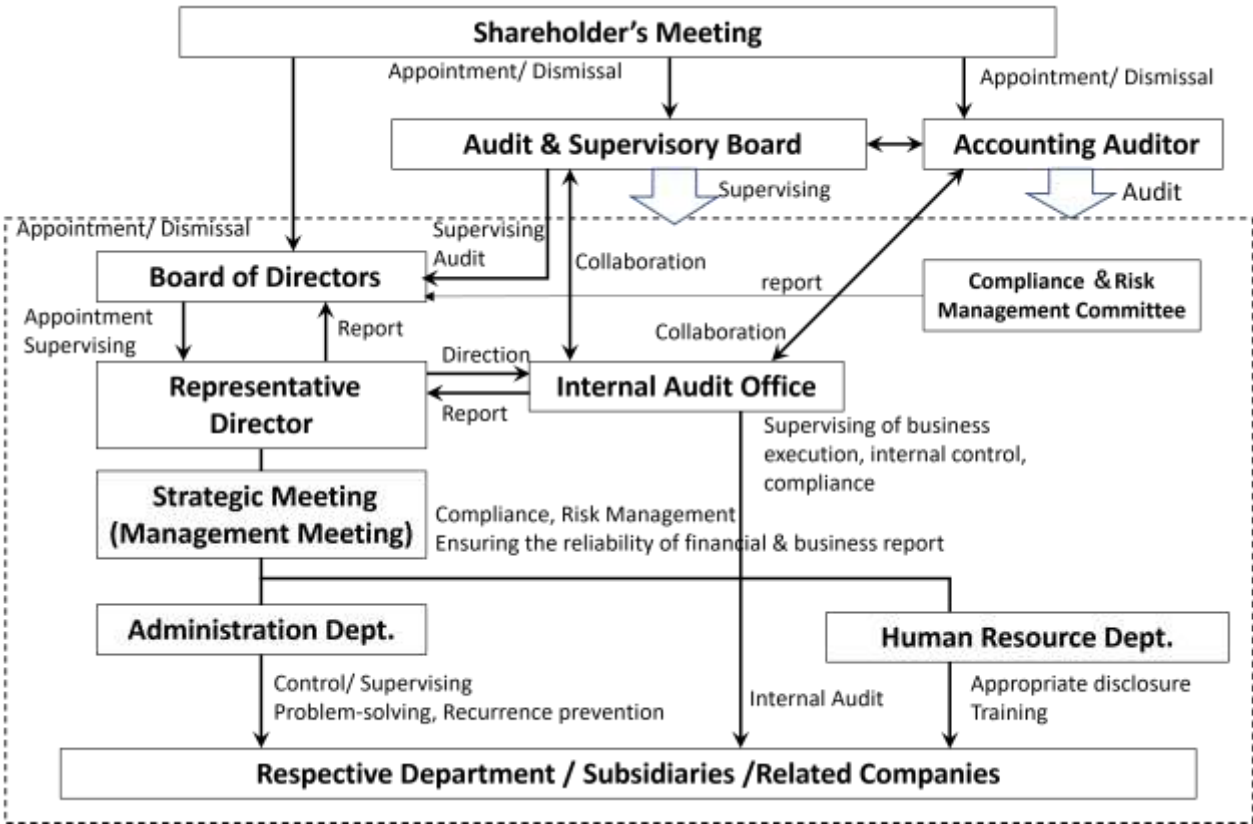 Shareholder's Meeting
Appointment/ Dismissal
Appointment/ Dismissal
Audit & Supervisory Board
Accounting Auditor
Supervising
Audit
Appointment/ Dismissal
Supervising
Audit
Board of Directors
Collaboration
report
Compliance & Risk
Management Committee
Appointment
Supervising
Report
Collaboration
Direction
Representative
Director
Internal Audit Office
Report
Supervising of business
execution, internal control,
compliance
Strategic Meeting
(Management Meeting)
Compliance, Risk Management
Ensuring the reliability of financial & business report
Administration Dept.
Human Resource Dept.
Control/ Supervising
Problem-solving, Recurrence prevention
Internal Audit
Appropriate disclosure
Training
Respective Department / Subsidiaries /Related Companies